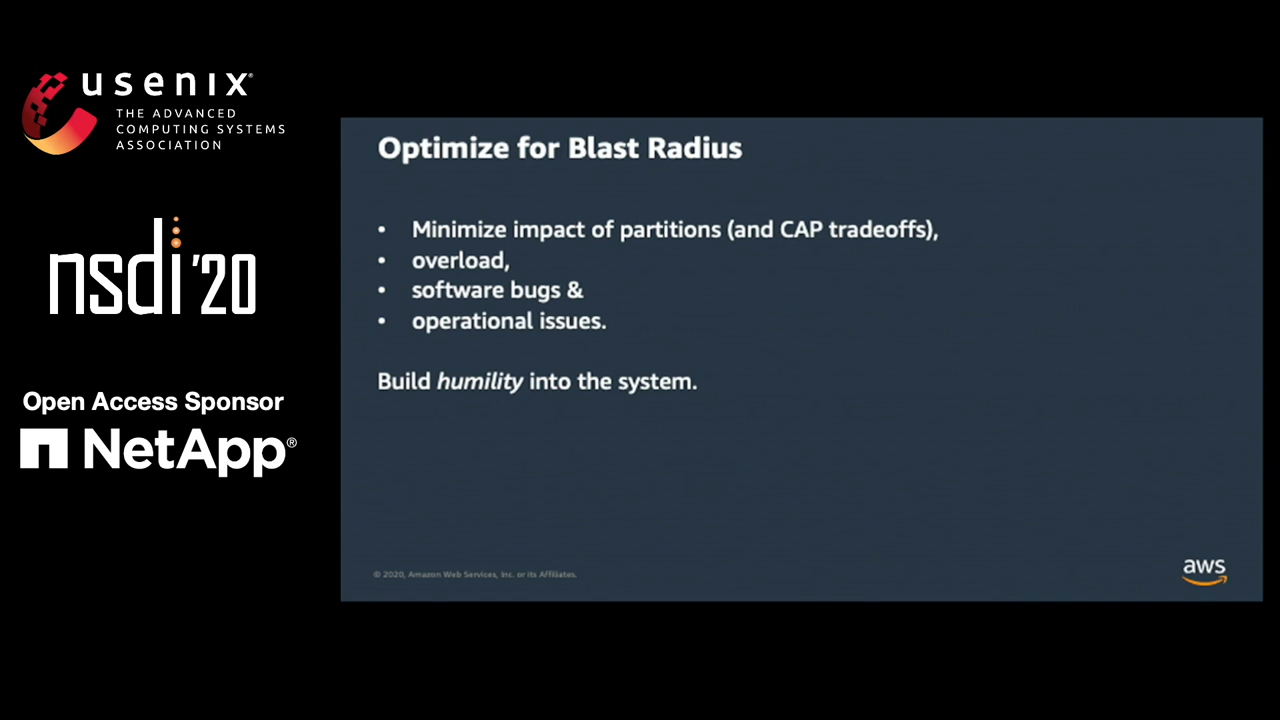 usenix®
THE ADVANCED
COMPUTING SYSTEMS
ASSOCIATION
nsdi '20
Open Access Sponsor
NetApp®
Optimize for Blast Radius
• Minimize impact of partitions (and CAP tradeoffs),
• overload,
• software bugs &
• operational issues.
Build humility into the system.
© 2020, Amazon Web Services, Inc. or its Affiliates.
aws